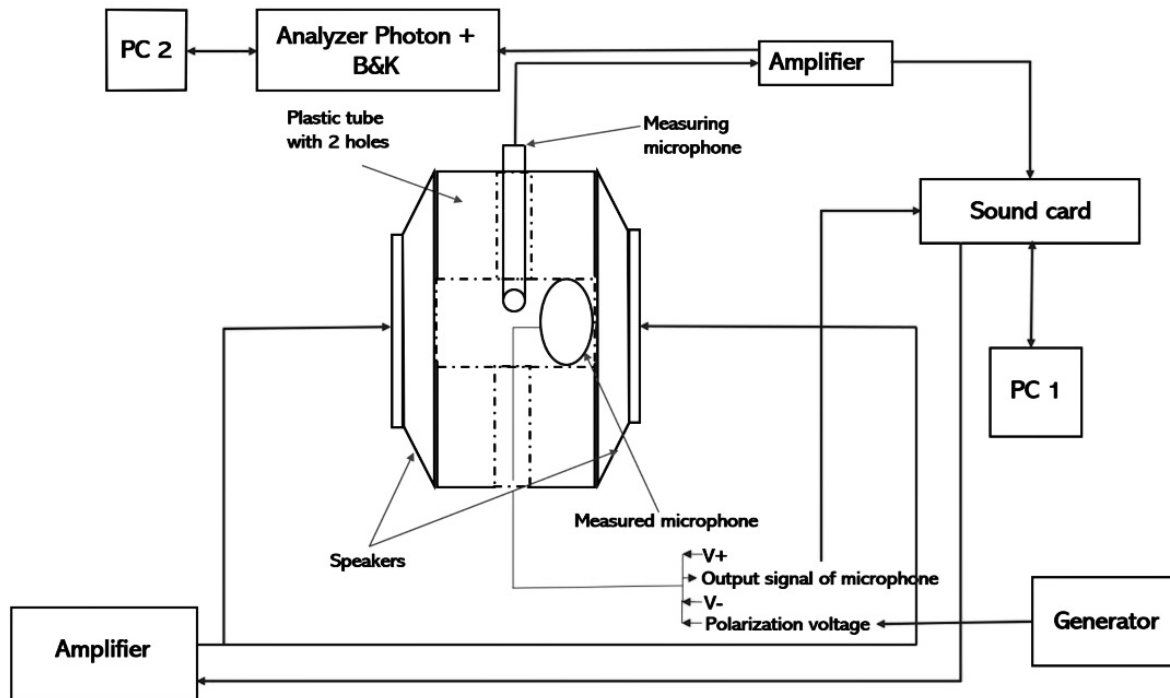 PC 2
Analyzer Photon +
B&K
Amplifier
Plastic tube
with 2 holes
Measuring
microphone
Sound card
PC 1
Measured microphone
Speakers
V+
Output signal of microphone
V-
Polarization voltage
Generator
Amplifier